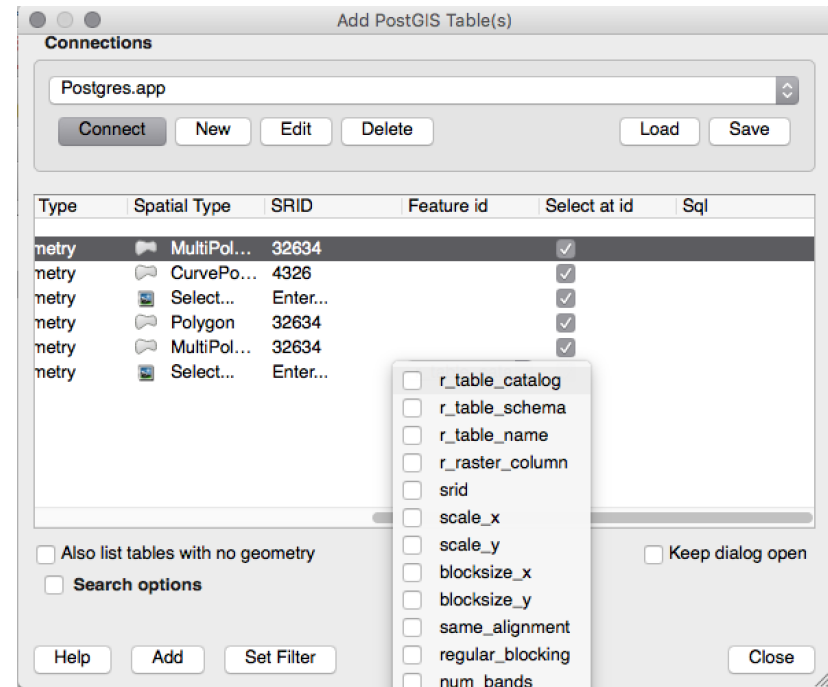 Add PostGIS Table(s)
Connections
Postgres.app
Connect New Edit Delete Load Save
Type Spatial Type SRID Feature id Select at id Sql
metry MultiPol... 32634
metry CurvePo... 4326
metry Select... Enter...
metry Polygon 32634
metry MultiPol... 32634
metry Select... Enter...
r_table_catalog
r_table_schema
r_table_name
r_raster_column
srid
scale_x
scale_y
blocksize_x
blocksize_y
same_alignment
regular_blocking
num_bands
Also list tables with no geometry Keep dialog open
Search options
Help Add Set Filter Close